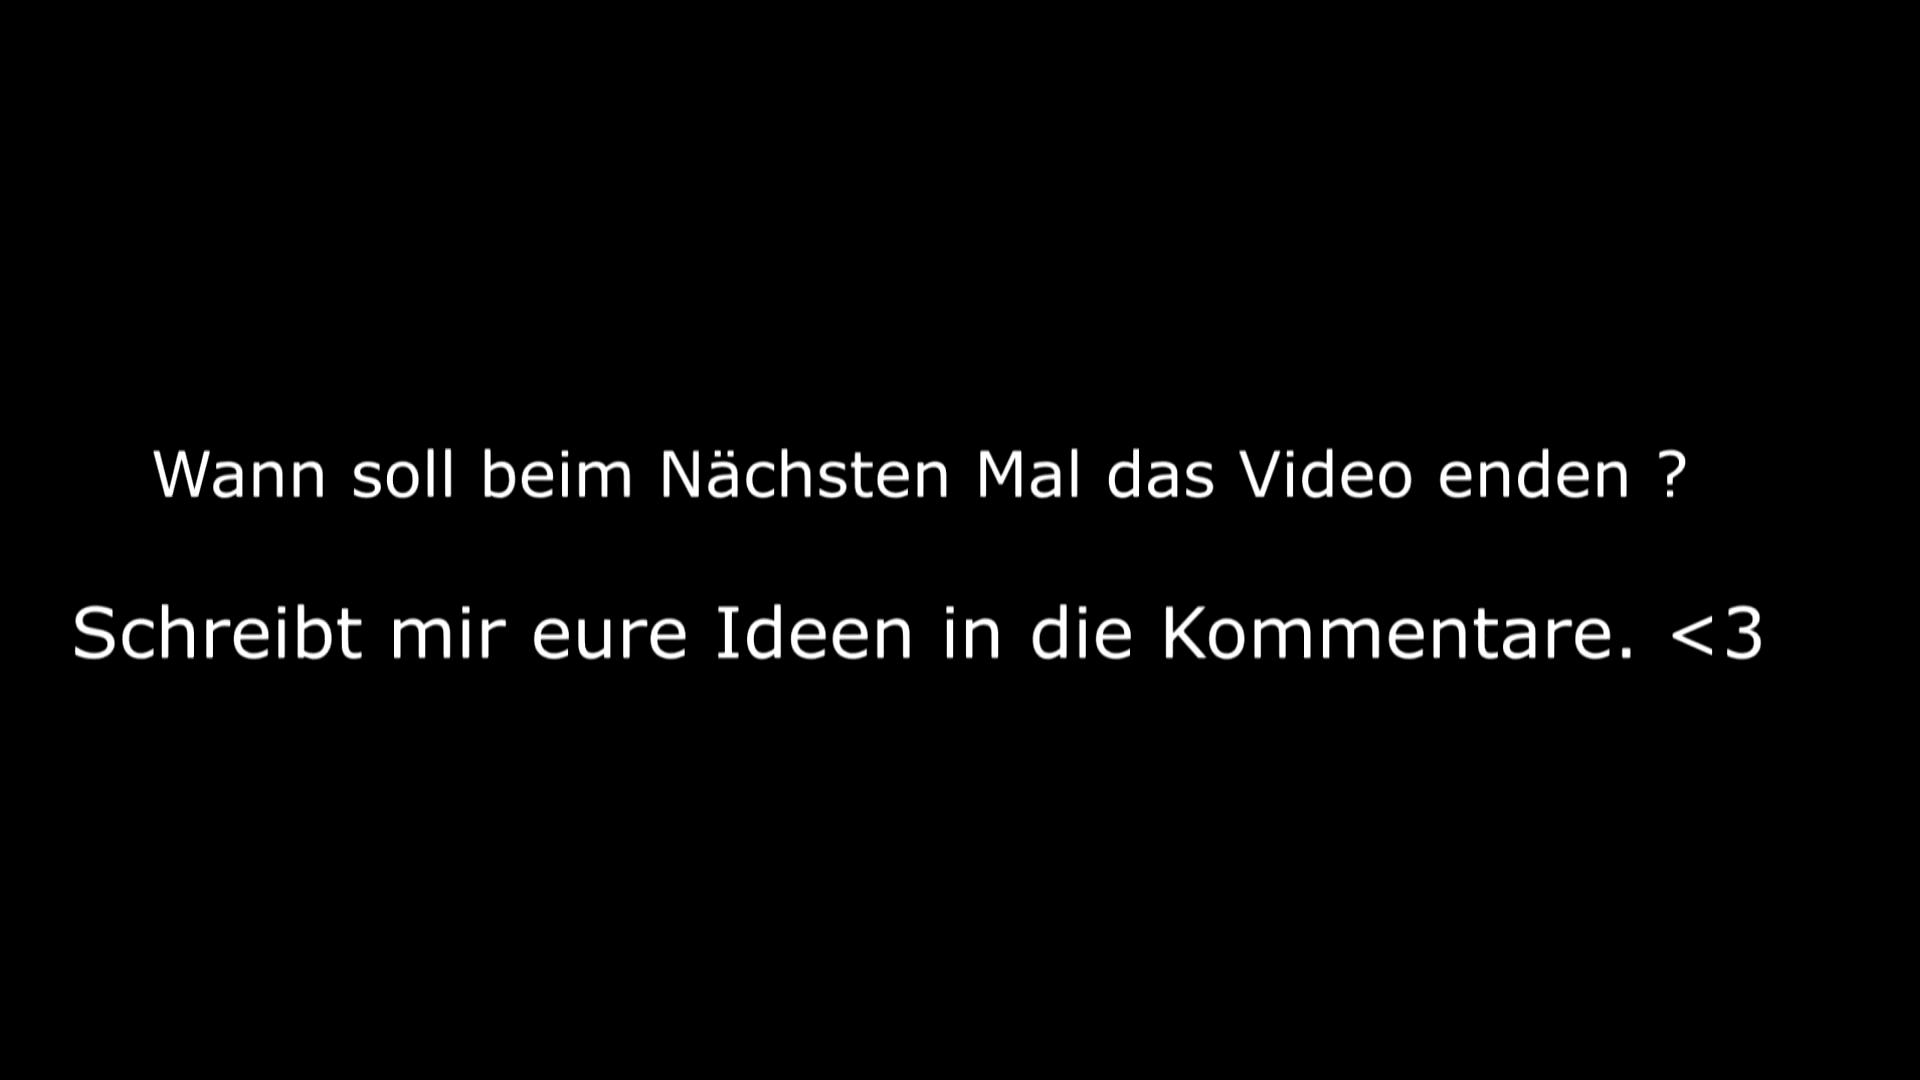 Wann soll beim Nächsten Mal das Video enden ?
Schreibt mir eure Ideen in die Kommentare. <3